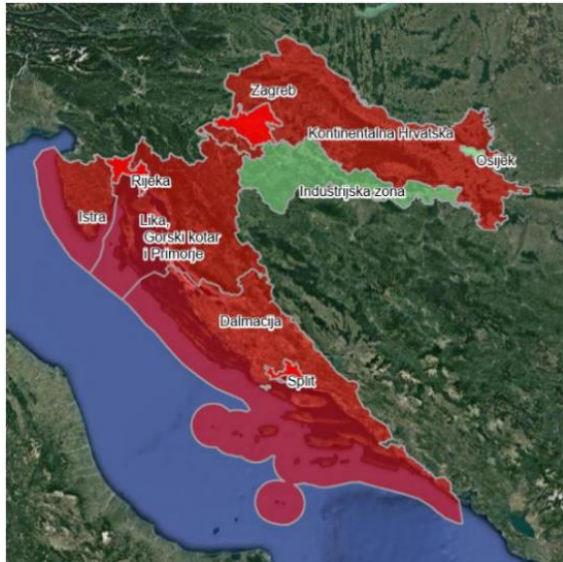 Zagreb
Kontinentalna Hrvatska
Osijek
Industrijska zona
Rijeka
Istra
Lika,
Gorski kotar
i Primorje
Dalmacija
Split